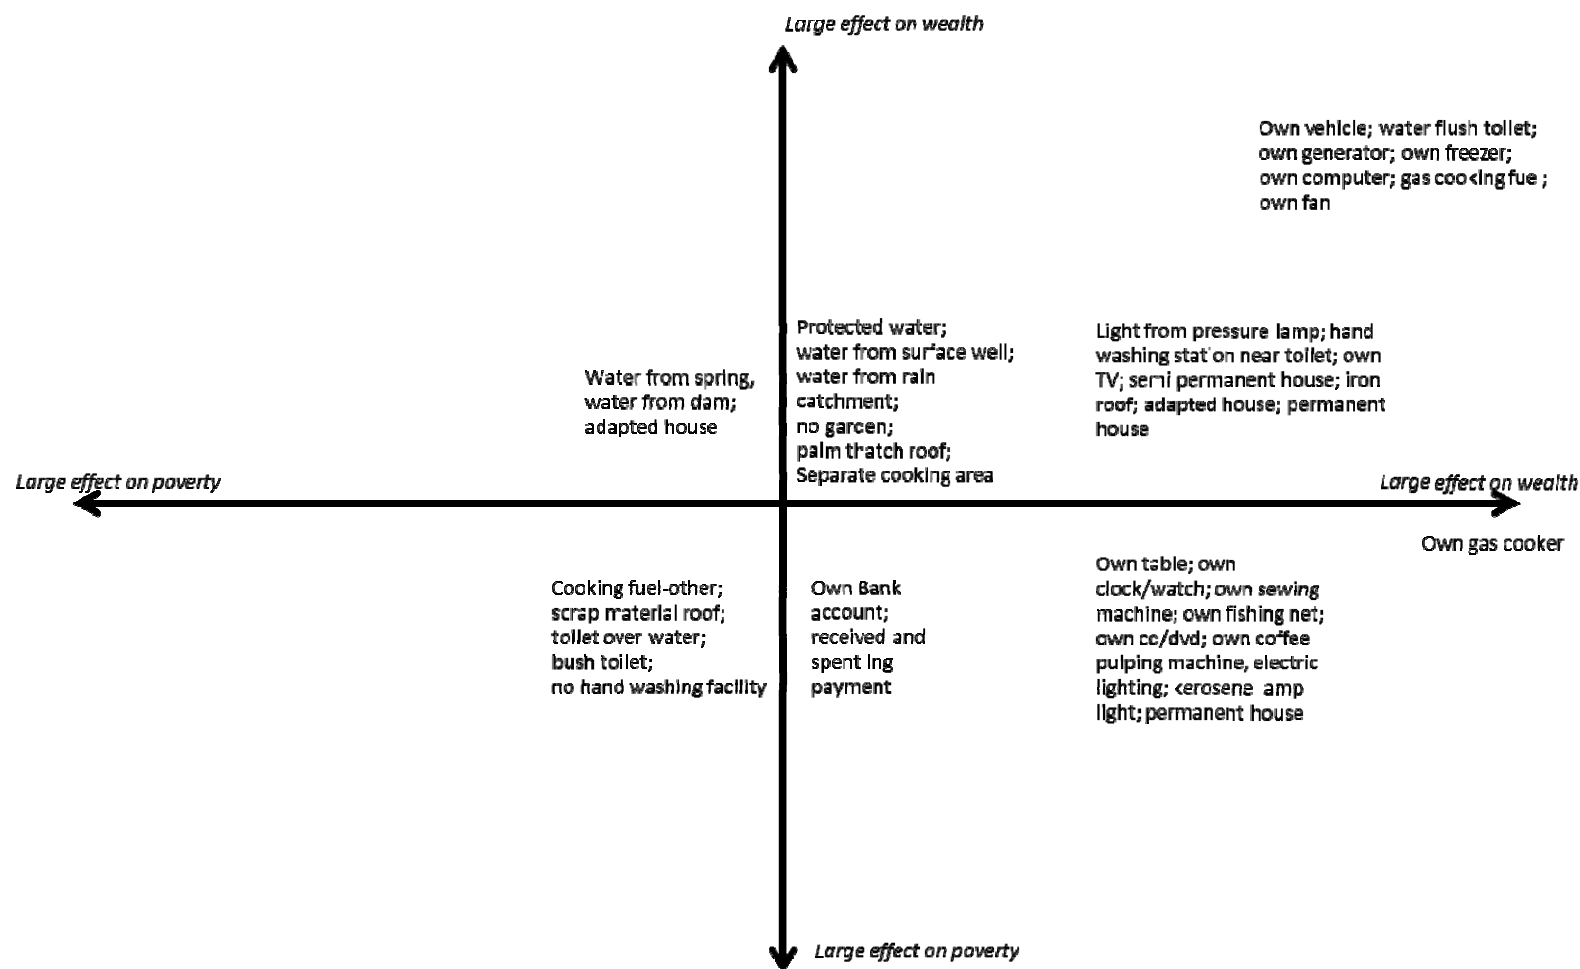 Large effect on wealth
Own vehicle; water flush toilet;
own generator; own freezer;
own computer; gas cooking fuel;
own fan
Water from spring,
water from dam;
adapted house
Protected water;
water from surface well;
water from rain
catchment;
no garden;
palm thatch roof;
Separate cooking area
Light from pressure lamp; hand
washing station near toilet; own
TV; semi permanent house; iron
roof; adapted house; permanent
house
Large effect on poverty
Large effect on wealth
Own gas cooker
Cooking fuel-other;
scrap material roof;
toilet over water;
bush toilet;
no hand washing facility
Own Bank
account;
received and
spent lng
payment
Own table; own
clock/watch; own sewing
machine; own fishing net;
own cd/dvd; own coffee
pulping machine, electric
lighting; kerosene lamp
light; permanent house
Large effect on poverty